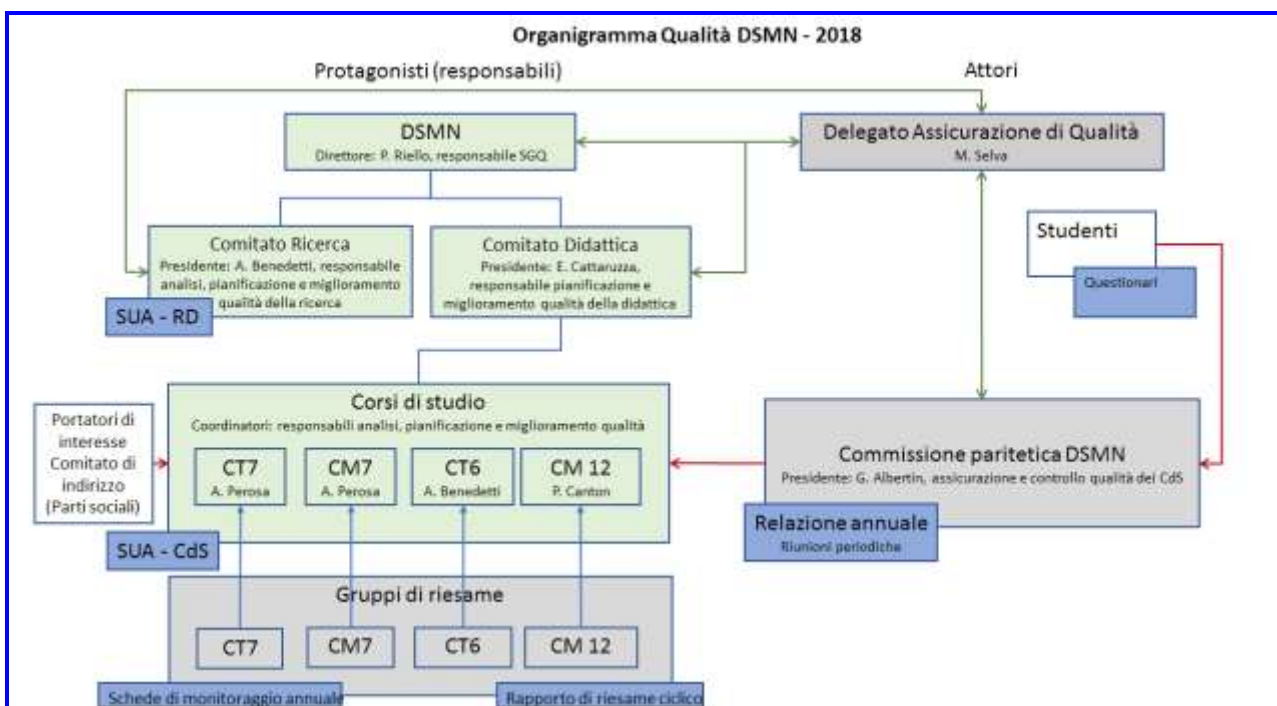 Organigramma Qualità DSMN - 2018
Protagonisti (responsabili)
Attori
DSMN
Direttore: P. Riello, responsabile SGQ
Delegato Assicurazione di Qualità
M. Selva
Comitato Ricerca
Presidente: A. Benedetti, responsabile
analisi, pianificazione e miglioramento
qualità della ricerca
SUA - RD
Comitato Didattica
Presidente: E. Cattaruzza,
responsabile pianificazione e
miglioramento qualità della didattica
Studenti
Questionari
Portatori di
interesse
Comitato di
indirizzo
(Parti sociali)
Corsi di studio
Coordinatori: responsabili analisi, pianificazione e miglioramento qualità
CT7
A. Perosa
CM7
A. Perosa
CT6
A. Benedetti
CM 12
P. Canton
SUA - CdS
Commissione paritetica DSMN
Presidente: G. Albertin, assicurazione e controllo qualità dei CdS
Relazione annuale
Riunioni periodiche
Gruppi di riesame
CT7
CM7
CT6
CM 12
Schede di monitoraggio annuale
Rapporto di riesame ciclico